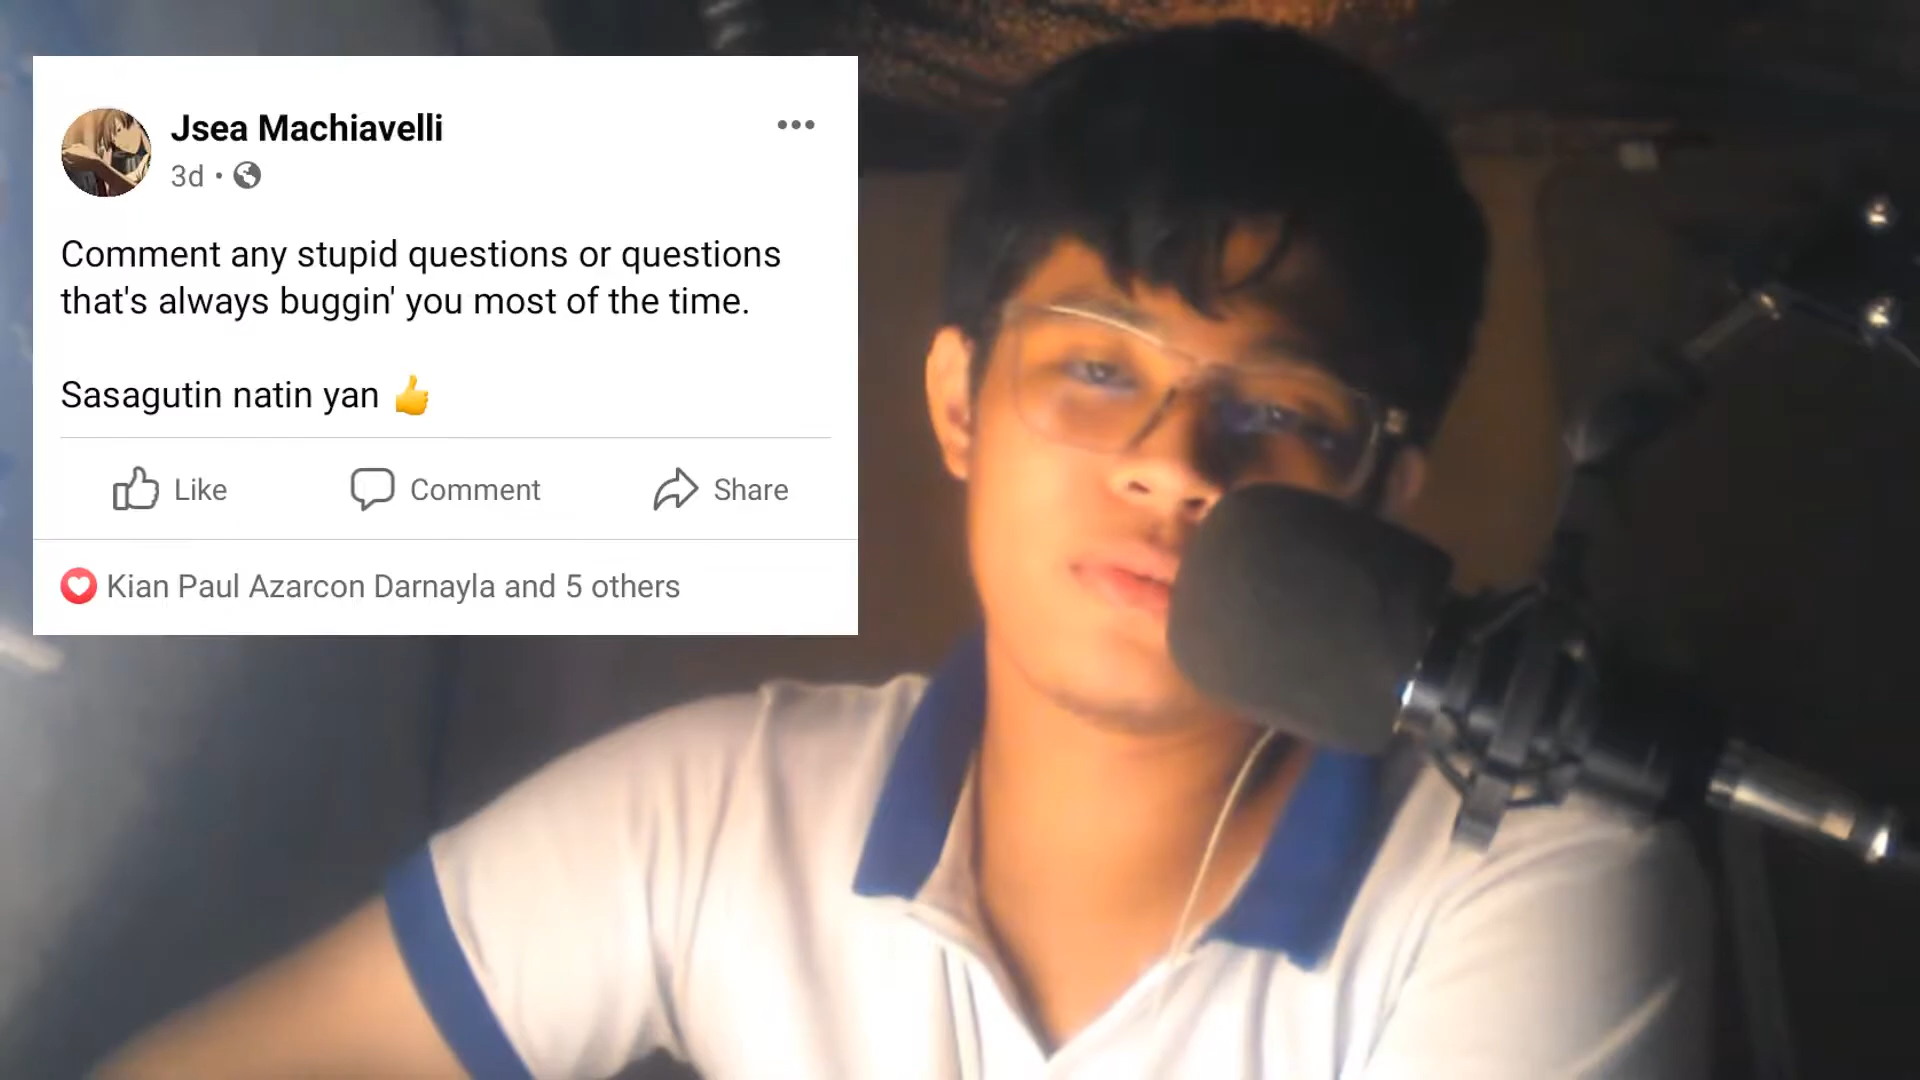 Jsea Machiavelli
3d
Comment any stupid questions or questions
that's always buggin' you most of the time.
Sasagutin natin yan 👍
Like
Comment
Share
Kian Paul Azarcon Darnayla and 5 others